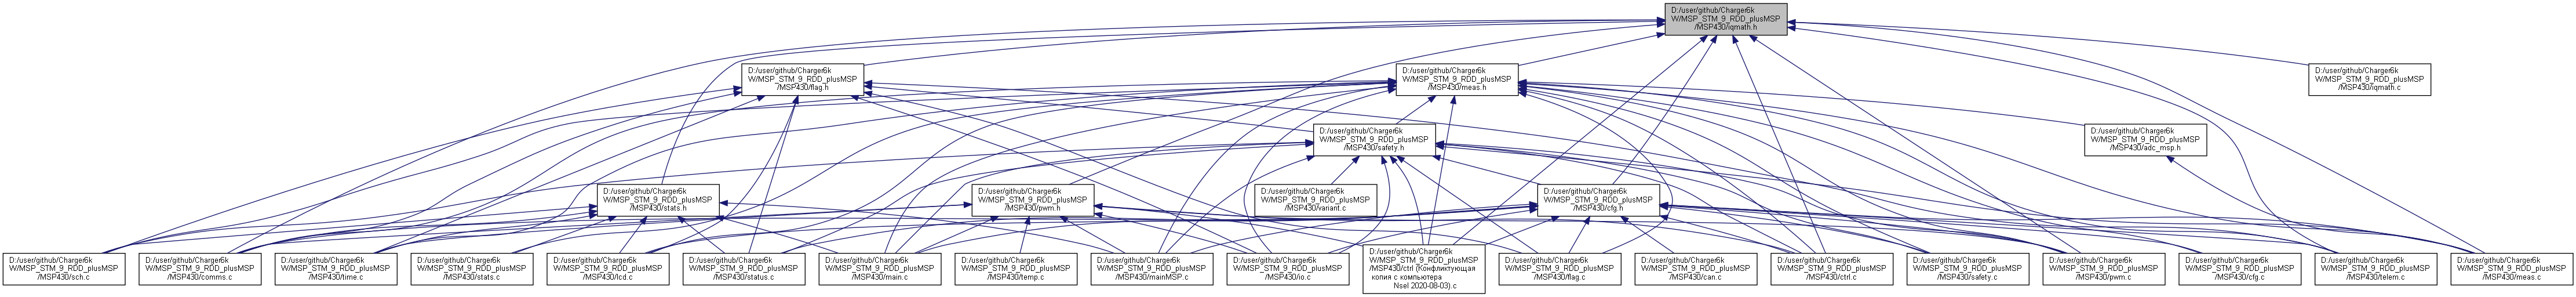 D:/user/github/Charger6k
W/MSP_STM_9_RDD_plusMSP
/MSP430/iqmath.h
D:/user/github/Charger6k
W/MSP_STM_9_RDD_plusMSP
/MSP430/flag.h
D:/user/github/Charger6k
W/MSP_STM_9_RDD_plusMSP
/MSP430/meas.h
D:/user/github/Charger6k
W/MSP_STM_9_RDD_plusMSP
/MSP430/iqmath.c
D:/user/github/Charger6k
W/MSP_STM_9_RDD_plusMSP
/MSP430/safety.h
D:/user/github/Charger6k
W/MSP_STM_9_RDD_plusMSP
/MSP430/adc_msp.h
D:/user/github/Charger6k
W/MSP_STM_9_RDD_plusMSP
/MSP430/stats.h
D:/user/github/Charger6k
W/MSP_STM_9_RDD_plusMSP
/MSP430/pwm.h
D:/user/github/Charger6k
W/MSP_STM_9_RDD_plusMSP
/MSP430/variant.c
D:/user/github/Charger6k
W/MSP_STM_9_RDD_plusMSP
/MSP430/cfg.h
D:/user/github/Charger6k
W/MSP_STM_9_RDD_plusMSP
/MSP430/sch.c
D:/user/github/Charger6k
W/MSP_STM_9_RDD_plusMSP
/MSP430/comms.c
D:/user/github/Charger6k
W/MSP_STM_9_RDD_plusMSP
/MSP430/time.c
D:/user/github/Charger6k
W/MSP_STM_9_RDD_plusMSP
/MSP430/stats.c
D:/user/github/Charger6k
W/MSP_STM_9_RDD_plusMSP
/MSP430/lcd.c
D:/user/github/Charger6k
W/MSP_STM_9_RDD_plusMSP
/MSP430/status.c
D:/user/github/Charger6k
W/MSP_STM_9_RDD_plusMSP
/MSP430/main.c
D:/user/github/Charger6k
W/MSP_STM_9_RDD_plusMSP
/MSP430/temp.c
D:/user/github/Charger6k
W/MSP_STM_9_RDD_plusMSP
/MSP430/mainMSP.c
D:/user/github/Charger6k
W/MSP_STM_9_RDD_plusMSP
/MSP430/io.c
D:/user/github/Charger6k
W/MSP_STM_9_RDD_plusMSP
/MSP430/ctrl (Конфликтующая
копия с компьютера
Nsel 2020-08-03).c
D:/user/github/Charger6k
W/MSP_STM_9_RDD_plusMSP
/MSP430/flag.c
D:/user/github/Charger6k
W/MSP_STM_9_RDD_plusMSP
/MSP430/can.c
D:/user/github/Charger6k
W/MSP_STM_9_RDD_plusMSP
/MSP430/ctrl.c
D:/user/github/Charger6k
W/MSP_STM_9_RDD_plusMSP
/MSP430/safety.c
D:/user/github/Charger6k
W/MSP_STM_9_RDD_plusMSP
/MSP430/pwm.c
D:/user/github/Charger6k
W/MSP_STM_9_RDD_plusMSP
/MSP430/cfg.c
D:/user/github/Charger6k
W/MSP_STM_9_RDD_plusMSP
/MSP430/telem.c
D:/user/github/Charger6k
W/MSP_STM_9_RDD_plusMSP
/MSP430/meas.c